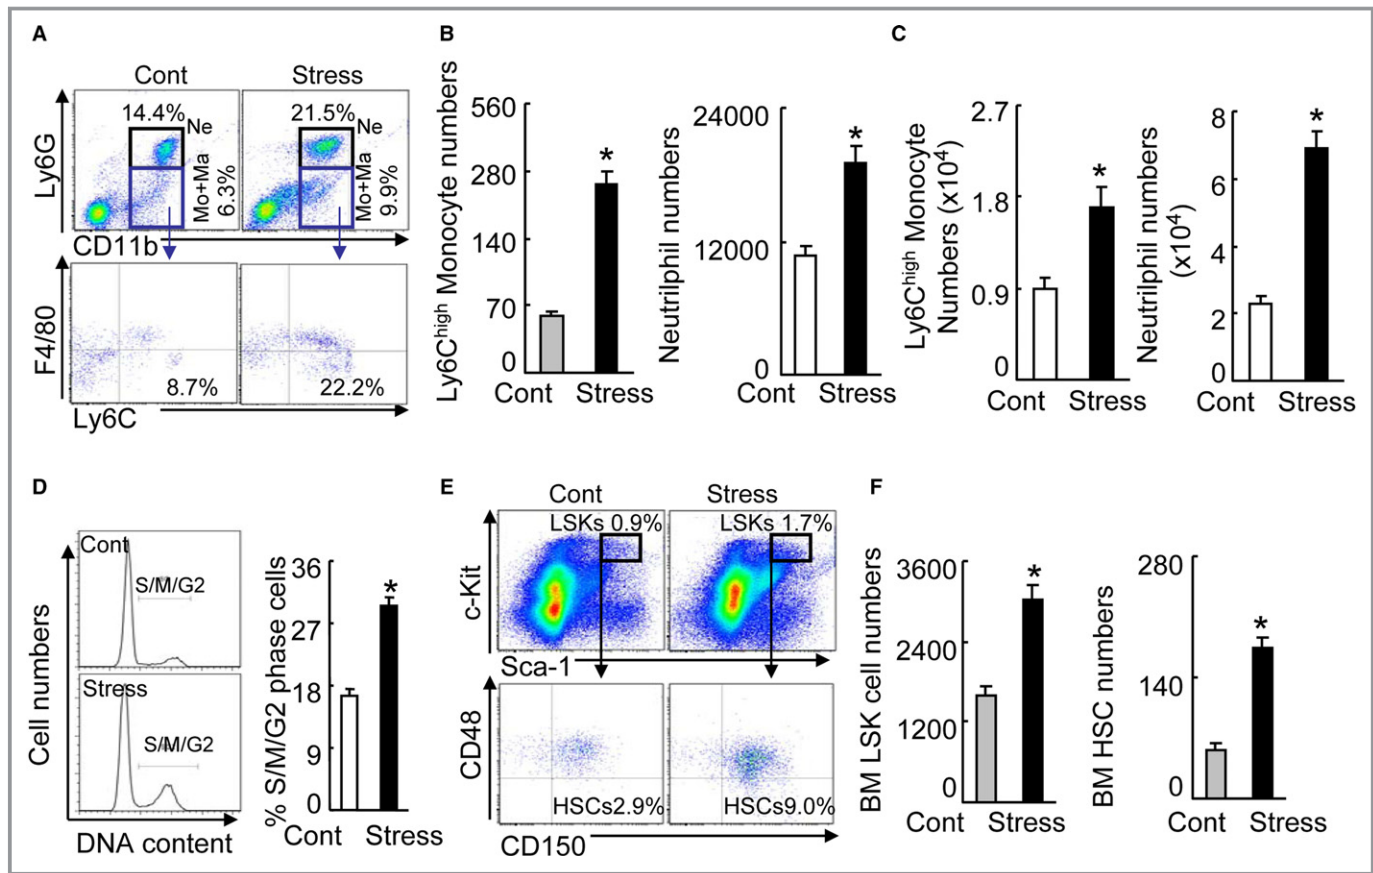 A
Cont
Stress
14.4%
Ne
21.5%
Ne
Ly6G
Mo+Ma
6.3%
Mo+Ma
9.9%
CD11b
F4/80
8.7%
22.2%
Ly6C
B
Ly6Chigh Monocyte numbers
560
280
140
70
0
Cont
Stress
Neutrilphil numbers
24000
12000
0
Cont
Stress
C
Ly6Chigh Monocyte
Numbers (x104)
2.7
1.8
0.9
0
*
Cont
Stress
Neutrilphil numbers
(x104)
8
6
4
2
0
*
Cont
Stress
*
*
D
Cell numbers
Cont
S/M/G2
Stress
S/M/G2
DNA content
% S/M/G2 phase cells
36
27
18
9
0
*
Cont
Stress
E
Cont
Stress
LSKs 0.9%
LSKs 1.7%
c-Kit
Sca-1
CD48
HSCs2.9%
HSCs9.0%
CD150
F
BM LSK cell numbers
3600
2400
1200
0
*
Cont
Stress
BM HSC numbers
280
140
0
*
Cont
Stress